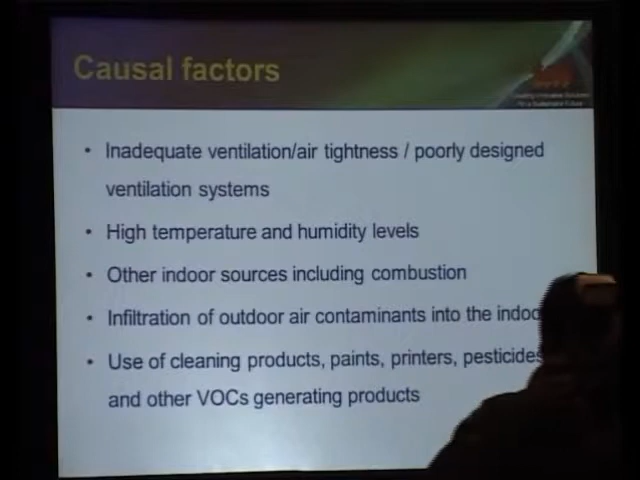 Causal factors
• Inadequate ventilation/air tightness / poorly designed
ventilation systems
• High temperature and humidity levels
• Other indoor sources including combustion
• Infiltration of outdoor air contaminants into the indoo
• Use of cleaning products, paints, printers, pesticides
and other VOCs generating products